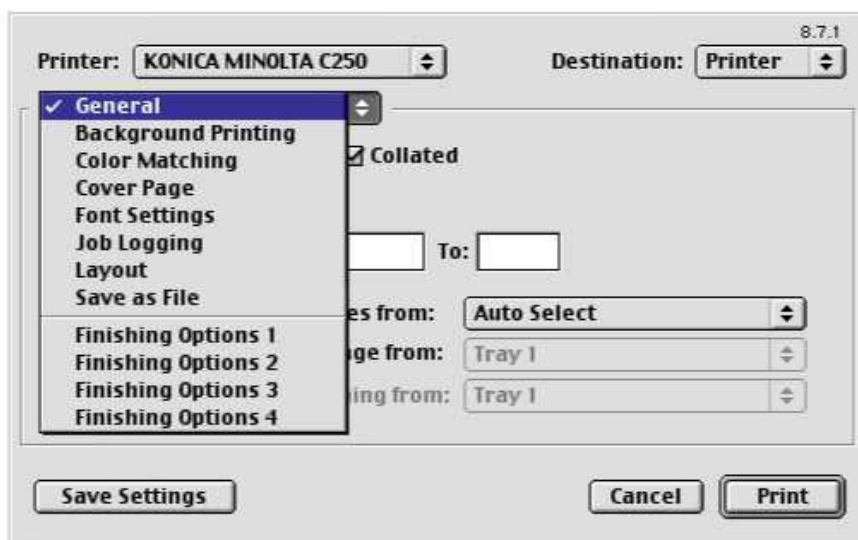 8.7.1
Printer: KONICA MINOLTA C250 Destination: Printer
✓ General
Background Printing
Color Matching
Collated
Cover Page
Font Settings
Job Logging
To:
Layout
Save as File
es from: Auto Select
Finishing Options 1
Finishing Options 2
ge from: Tray 1
Finishing Options 3
ing from: Tray 1
Finishing Options 4
Save Settings Cancel Print